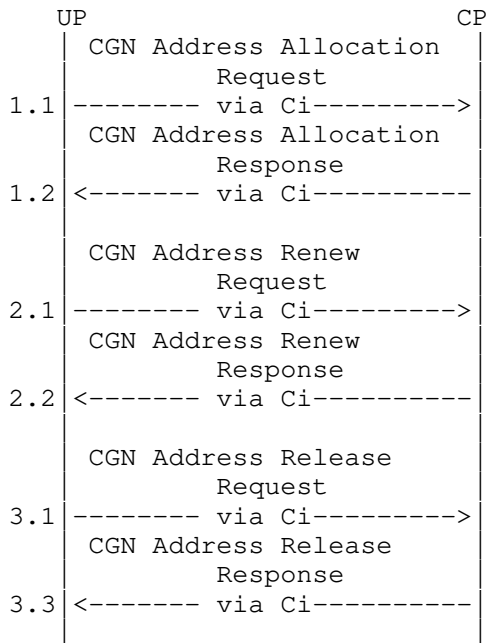 UP                        CP
| CGN Address Allocation  |
|         Request         |
1.1|-------- via Ci--------->|
| CGN Address Allocation  |
|         Response        |
1.2|<------- via Ci----------|
|                         |
| CGN Address Renew       |
|         Request         |
2.1|-------- via Ci--------->|
| CGN Address Renew       |
|         Response        |
2.2|<------- via Ci----------|
|                         |
| CGN Address Release     |
|         Request         |
3.1|-------- via Ci--------->|
| CGN Address Release     |
|         Response        |
3.3|<------- via Ci----------|